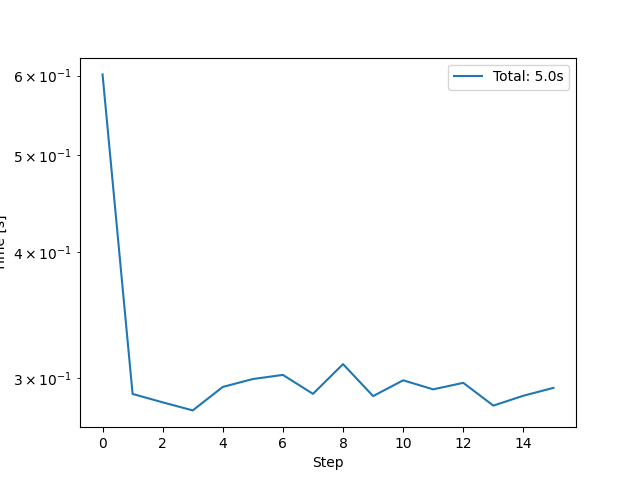 Total: 5.0s
6 × 10⁻¹
5 × 10⁻¹
4 × 10⁻¹
3 × 10⁻¹
[s]
0 2 4 6 8 10 12 14
Step